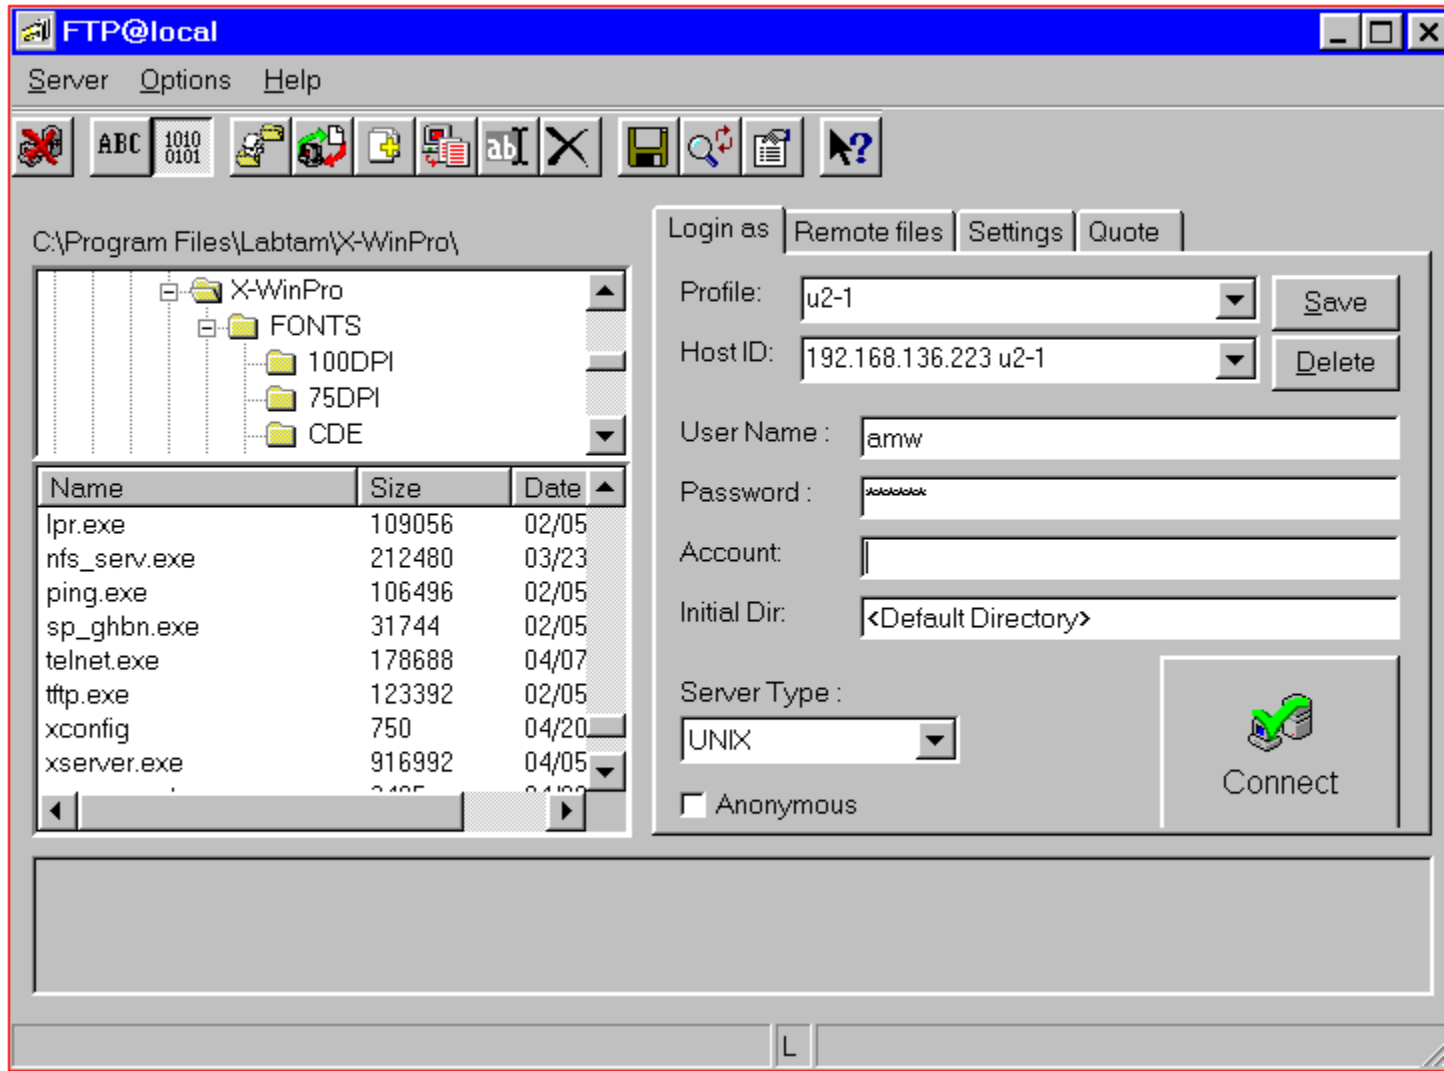 FTP@local
Server Options Help
ABC 1010 0101 ab
C:\Program Files\Labtam\X-WinPro\
X-WinPro
FONTS
100DPI
75DPI
CDE
Name Size Date
lpr.exe 109056 02/05
nfs_serv.exe 212480 03/23
ping.exe 106496 02/05
sp_ghbn.exe 31744 02/05
telnet.exe 178688 04/07
tftp.exe 123392 02/05
xconfig 750 04/20
xserver.exe 916992 04/05
Login as Remote files Settings Quote
Profile: u2-1 Save
Host ID: 192.168.136.223 u2-1 Delete
User Name : amw
Password : ******
Account:
Initial Dir: <Default Directory>
Server Type :
UNIX
Anonymous
Connect
L